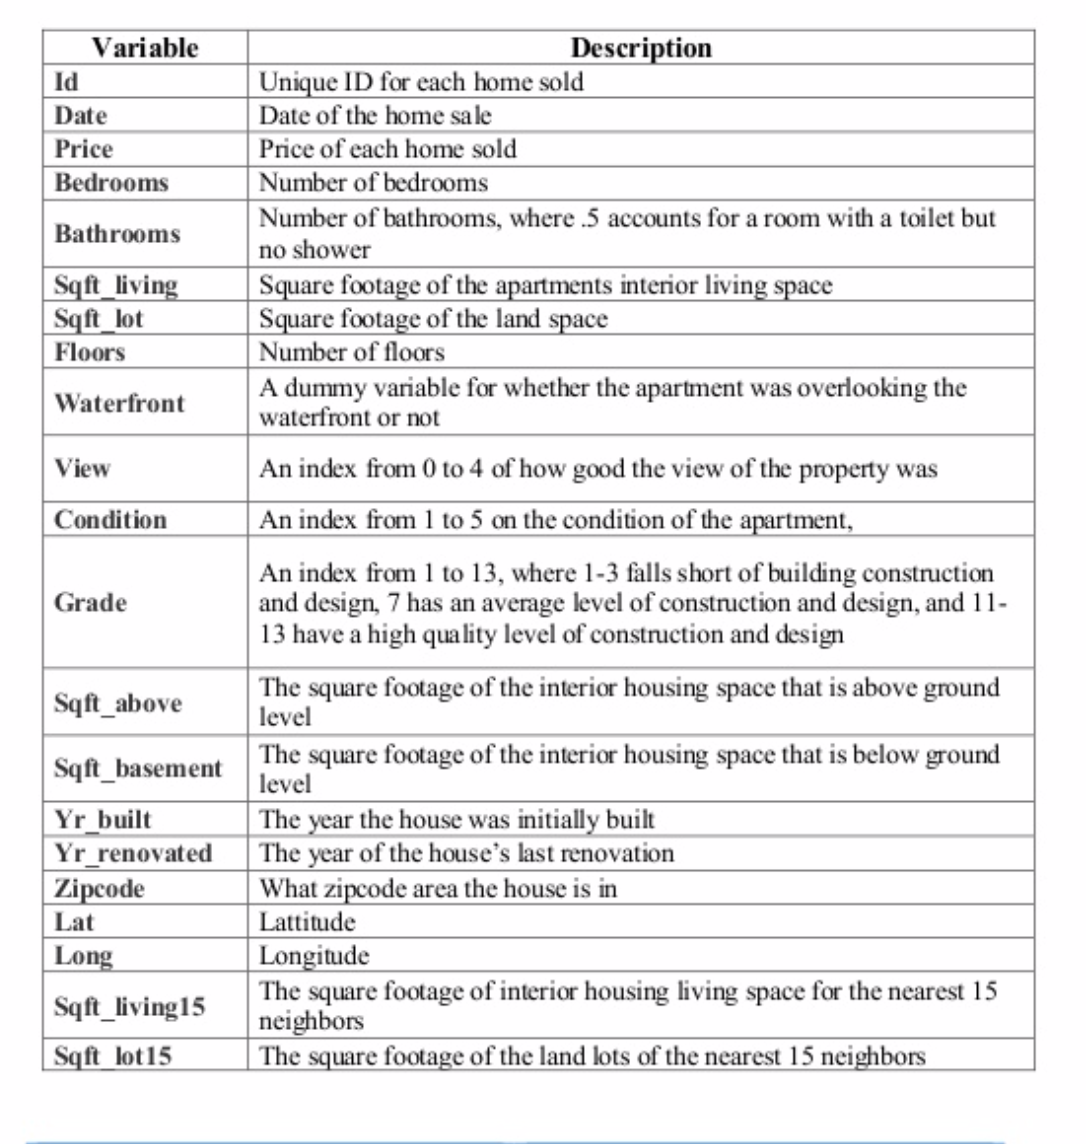 Variable Description
Id Unique ID for each home sold
Date Date of the home sale
Price Price of each home sold
Bedrooms Number of bedrooms
Bathrooms Number of bathrooms, where .5 accounts for a room with a toilet but
no shower
Sqft_living Square footage of the apartments interior living space
Sqft_lot Square footage of the land space
Floors Number of floors
Waterfront A dummy variable for whether the apartment was overlooking the
waterfront or not
View An index from 0 to 4 of how good the view of the property was
Condition An index from 1 to 5 on the condition of the apartment,
Grade An index from 1 to 13, where 1-3 falls short of building construction
and design, 7 has an average level of construction and design, and 11-
13 have a high quality level of construction and design
Sqft_above The square footage of the interior housing space that is above ground
level
Sqft_basement The square footage of the interior housing space that is below ground
level
Yr_built The year the house was initially built
Yr_renovated The year of the house’s last renovation
Zipcode What zipcode area the house is in
Lat Lattitude
Long Longitude
Sqft_living15 The square footage of interior housing living space for the nearest 15
neighbors
Sqft_lot15 The square footage of the land lots of the nearest 15 neighbors